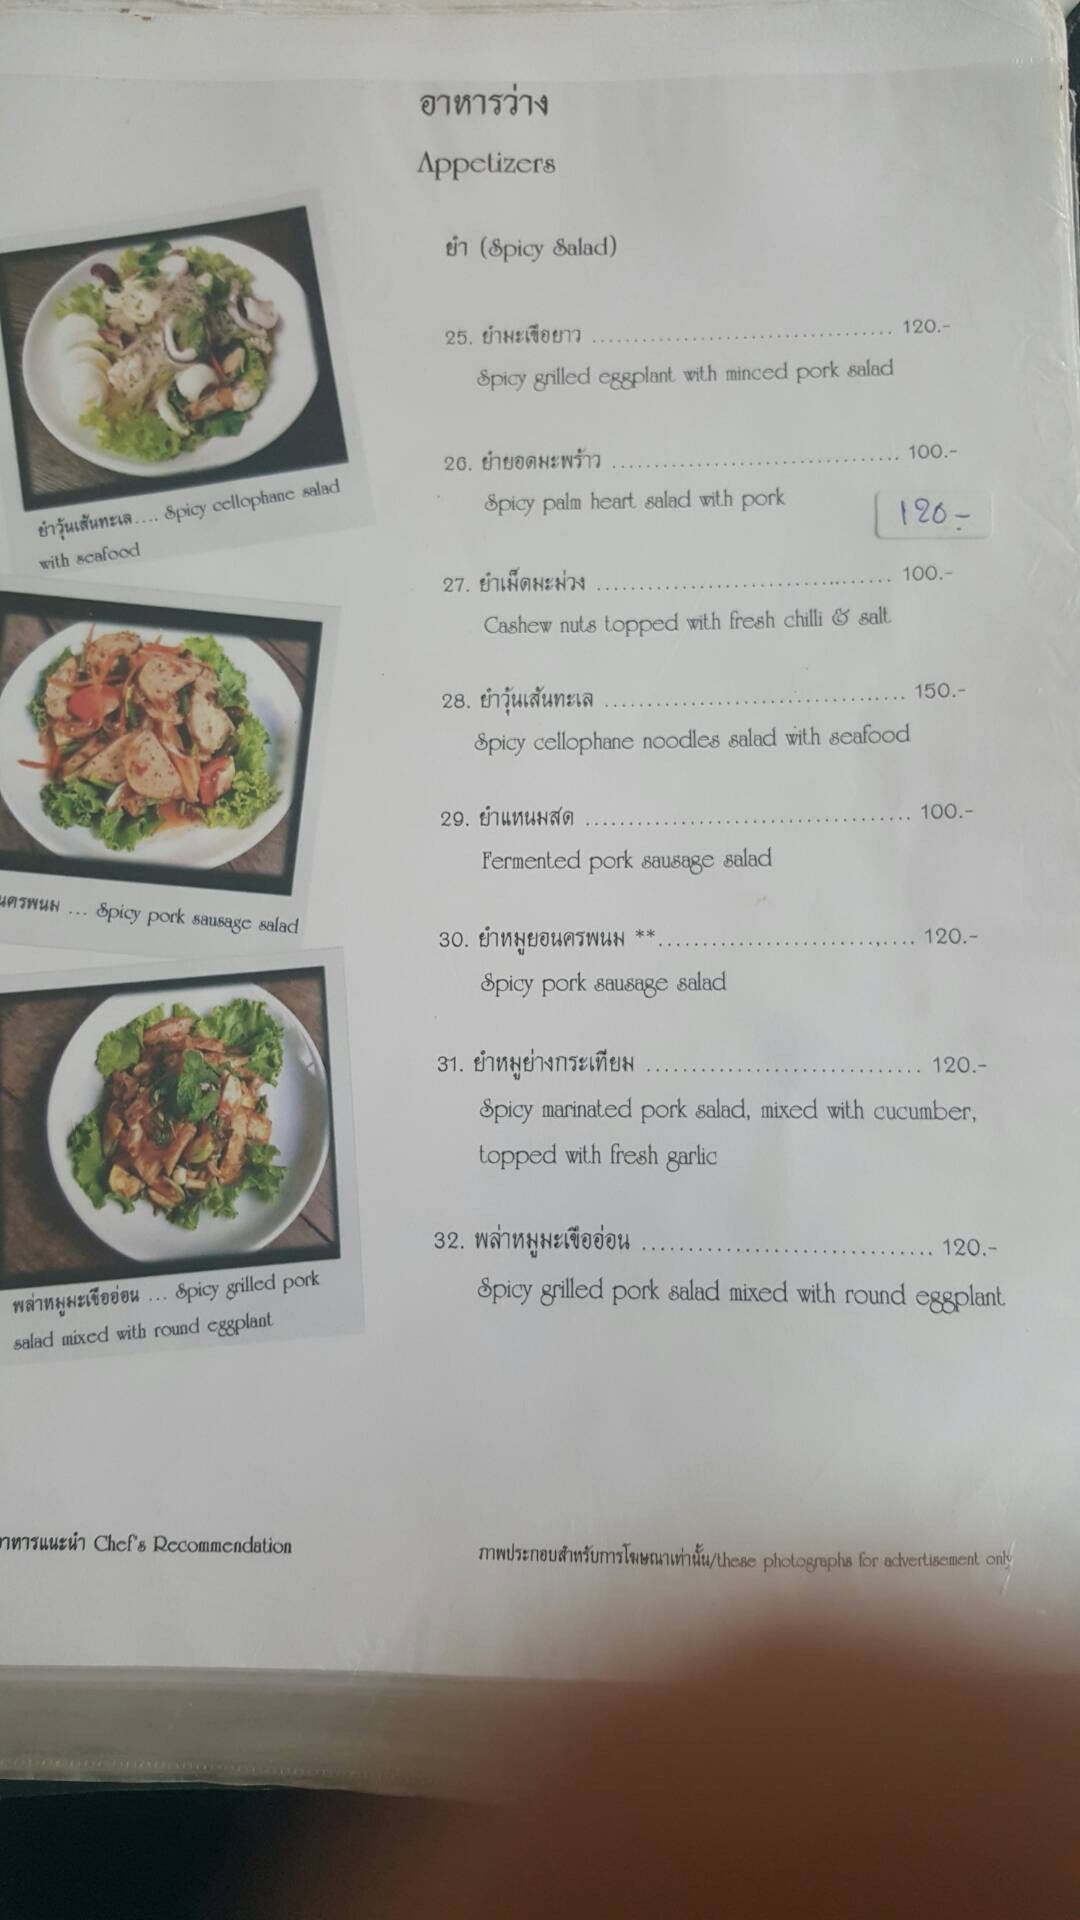 อาหารว่าง
Appetizers
ยำ (Spicy Salad)
25. ยำมะเขือยาว ................................... 120.-
Spicy grilled eggplant with minced pork salad
26. ยำยอดมะพร้าว ................................. 100.-
Spicy palm heart salad with pork
120.-
27. ยำเม็ดมะม่วง .................................. 100.-
Cashew nuts topped with fresh chilli & salt
28. ยำวุ้นเส้นทะเล ................................... 150.-
Spicy cellophane noodles salad with seafood
29. ยำแหนมสด ...................................... 100.-
Fermented pork sausage salad
30. ยำหมูยอนครพนม **............................. 120.-
Spicy pork sausage salad
31. ยำหมูย่างกระเทียม ............................... 120.-
Spicy marinated pork salad, mixed with cucumber,
topped with fresh garlic
32. พล่าหมูมะเขืออ่อน ................................ 120.-
Spicy grilled pork salad mixed with round eggplant
ยำวุ้นเส้นทะเล.... Spicy cellophane salad
with seafood
นครพนม ... Spicy pork sausage salad
พล่าหมูมะเขืออ่อน ... Spicy grilled pork
salad mixed with round eggplant
าหารแนะนำ Chef's Recommendation
ภาพประกอบสำหรับการโฆษณาเท่านั้น/these photographs for advertisement only